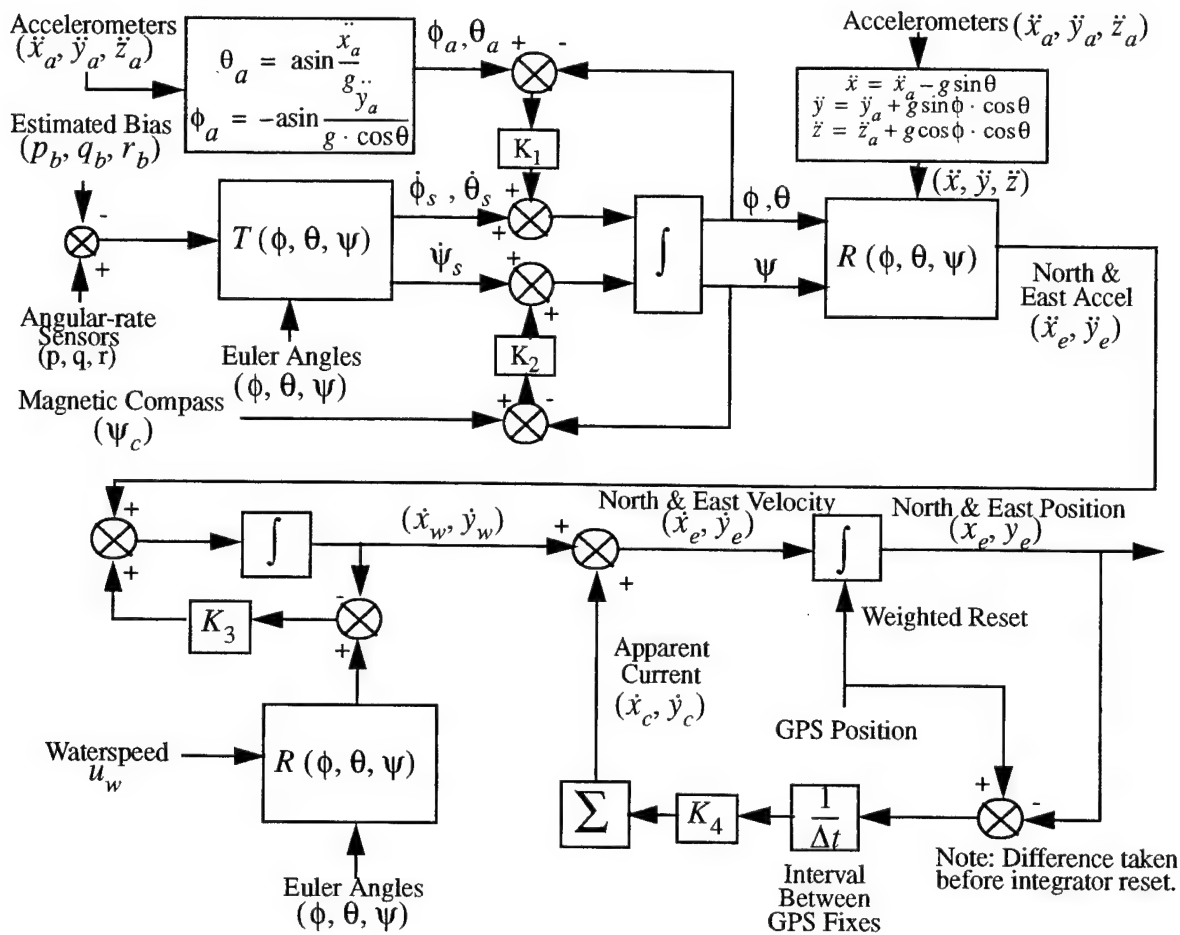 Accelerometers
(ẍ_a, ÿ_a, z̈_a)
θ_a = asin ẍ_a / g
ϕ_a = −asin ÿ_a / (g · cosθ)
ϕ_a, θ_a
+
-
K_1
Accelerometers (ẍ_a, ÿ_a, z̈_a)
ẍ = ẍ_a − g sinθ
ÿ = ÿ_a + g sinϕ · cosθ
z̈ = z̈_a + g cosϕ · cosθ
(ẍ, ÿ, z̈)
Estimated Bias
(p_b, q_b, r_b)
-
+
Angular-rate
Sensors
(p, q, r)
T (ϕ, θ, ψ)
ϕ̇_s , θ̇_s
+
+
ψ̇_s
+
+
∫
ϕ, θ
ψ
R (ϕ, θ, ψ)
North &
East Accel
(ẍ_e, ÿ_e)
Euler Angles
(ϕ, θ, ψ)
K_2
+
-
Magnetic Compass
(ψ_c)
+
+
∫
(ẋ_w, ẏ_w)
+
+
North & East Velocity
(ẋ_e, ẏ_e)
∫
North & East Position
(x_e, y_e)
K_3
-
+
Weighted Reset
Apparent
Current
(ẋ_c, ẏ_c)
GPS Position
Waterspeed
u_w
R (ϕ, θ, ψ)
Euler Angles
(ϕ, θ, ψ)
Σ
K_4
1 / Δt
+
-
Interval
Between
GPS Fixes
Note: Difference taken
before integrator reset.